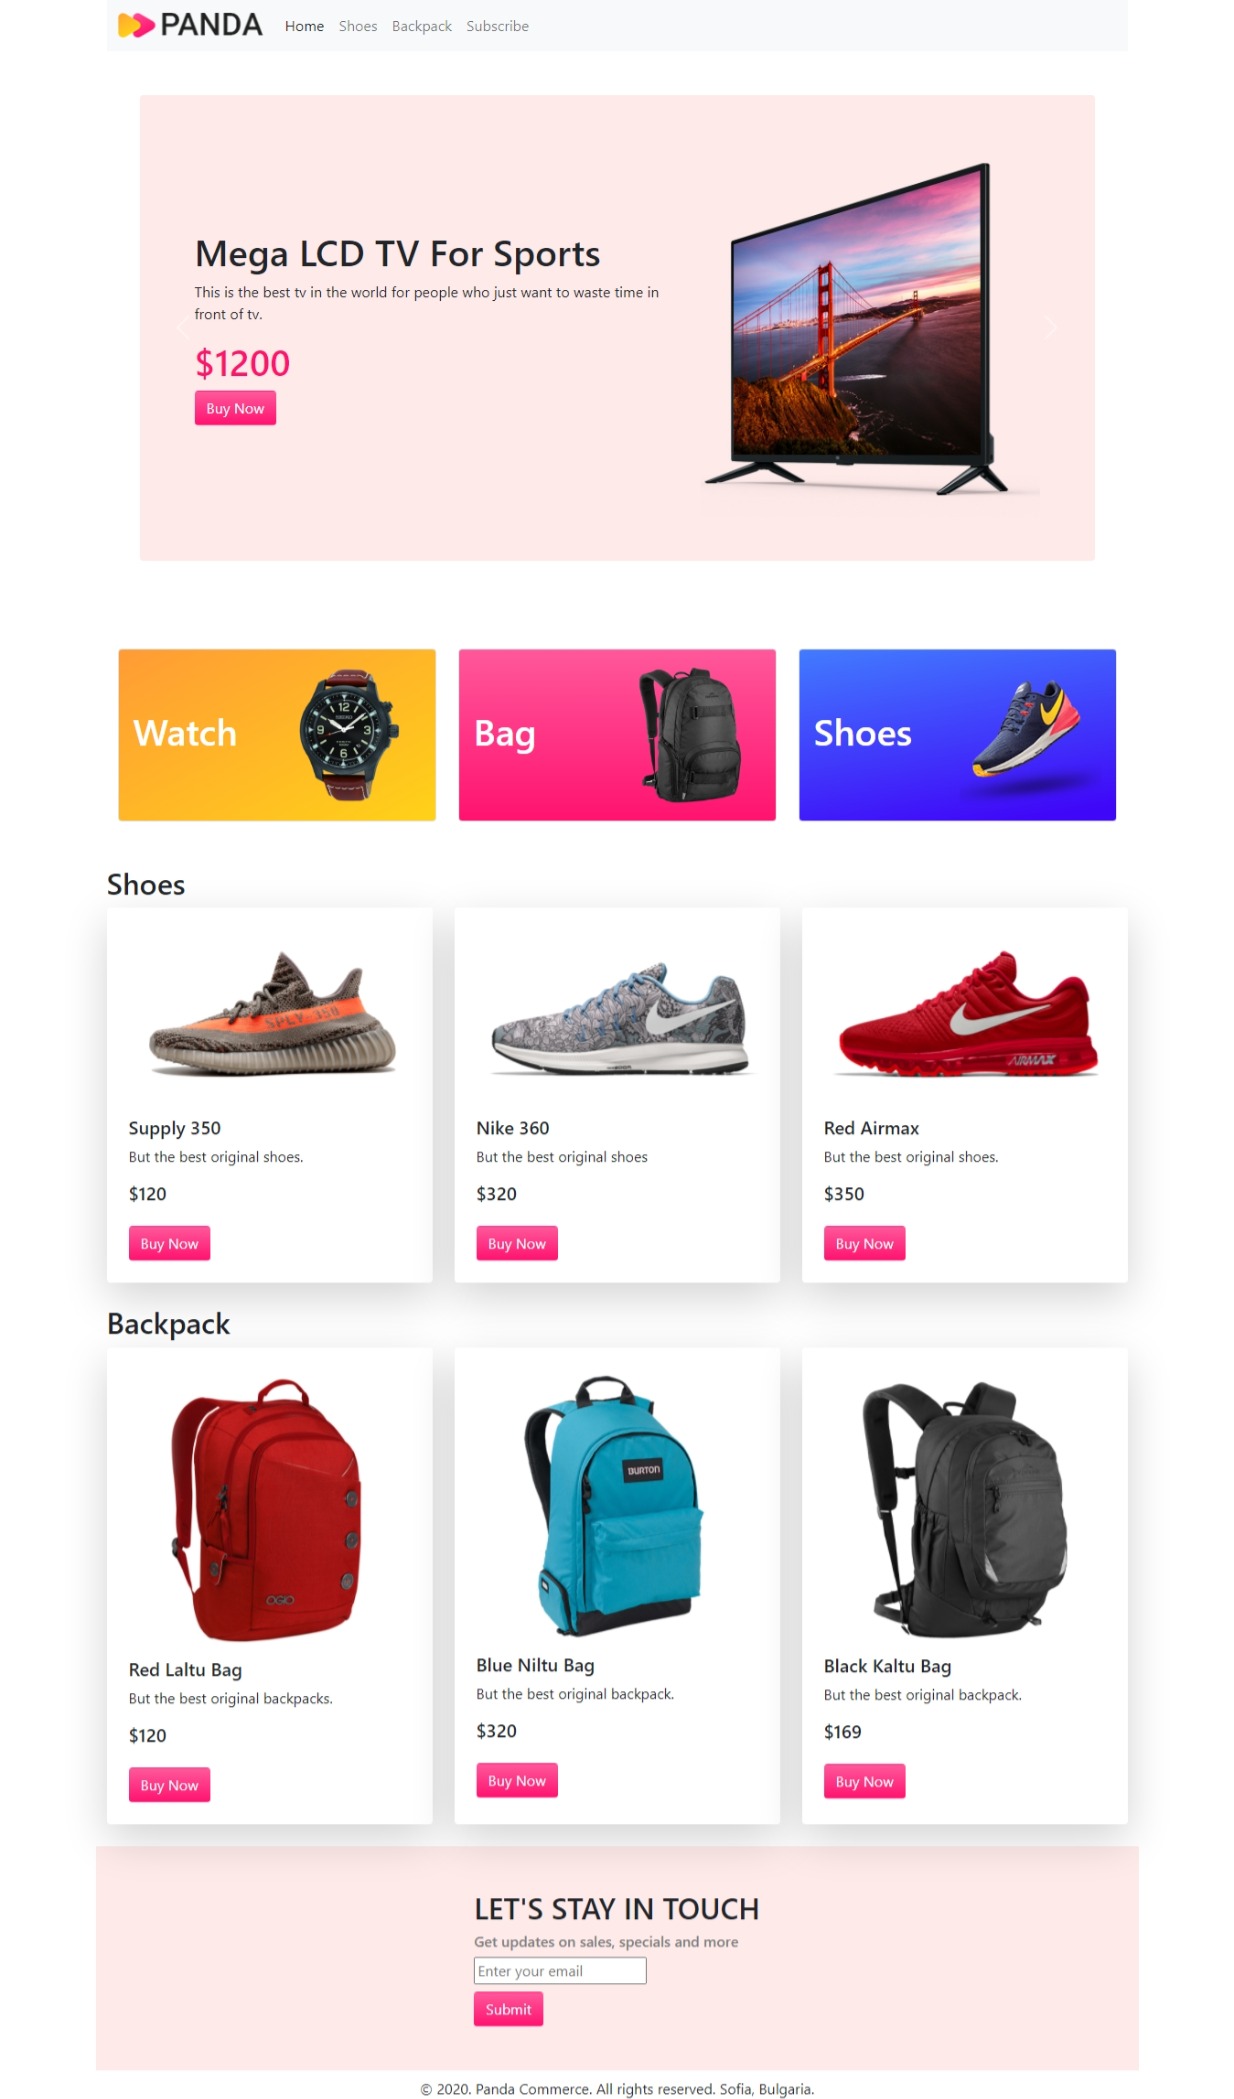 PANDA
Home Shoes Backpack Subscribe
Mega LCD TV For Sports
This is the best tv in the world for people who just want to waste time in
front of tv.
$1200
Buy Now
Watch
Bag
Shoes
Shoes
SPLY-350
AIRMAX
Supply 350
But the best original shoes.
$120
Buy Now
Nike 360
But the best original shoes
$320
Buy Now
Red Airmax
But the best original shoes.
$350
Buy Now
Backpack
OGIO
BURTON
Red Laltu Bag
But the best original backpacks.
$120
Buy Now
Blue Niltu Bag
But the best original backpack.
$320
Buy Now
Black Kaltu Bag
But the best original backpack.
$169
Buy Now
LET'S STAY IN TOUCH
Get updates on sales, specials and more
Enter your email
Submit
© 2020. Panda Commerce. All rights reserved. Sofia, Bulgaria.